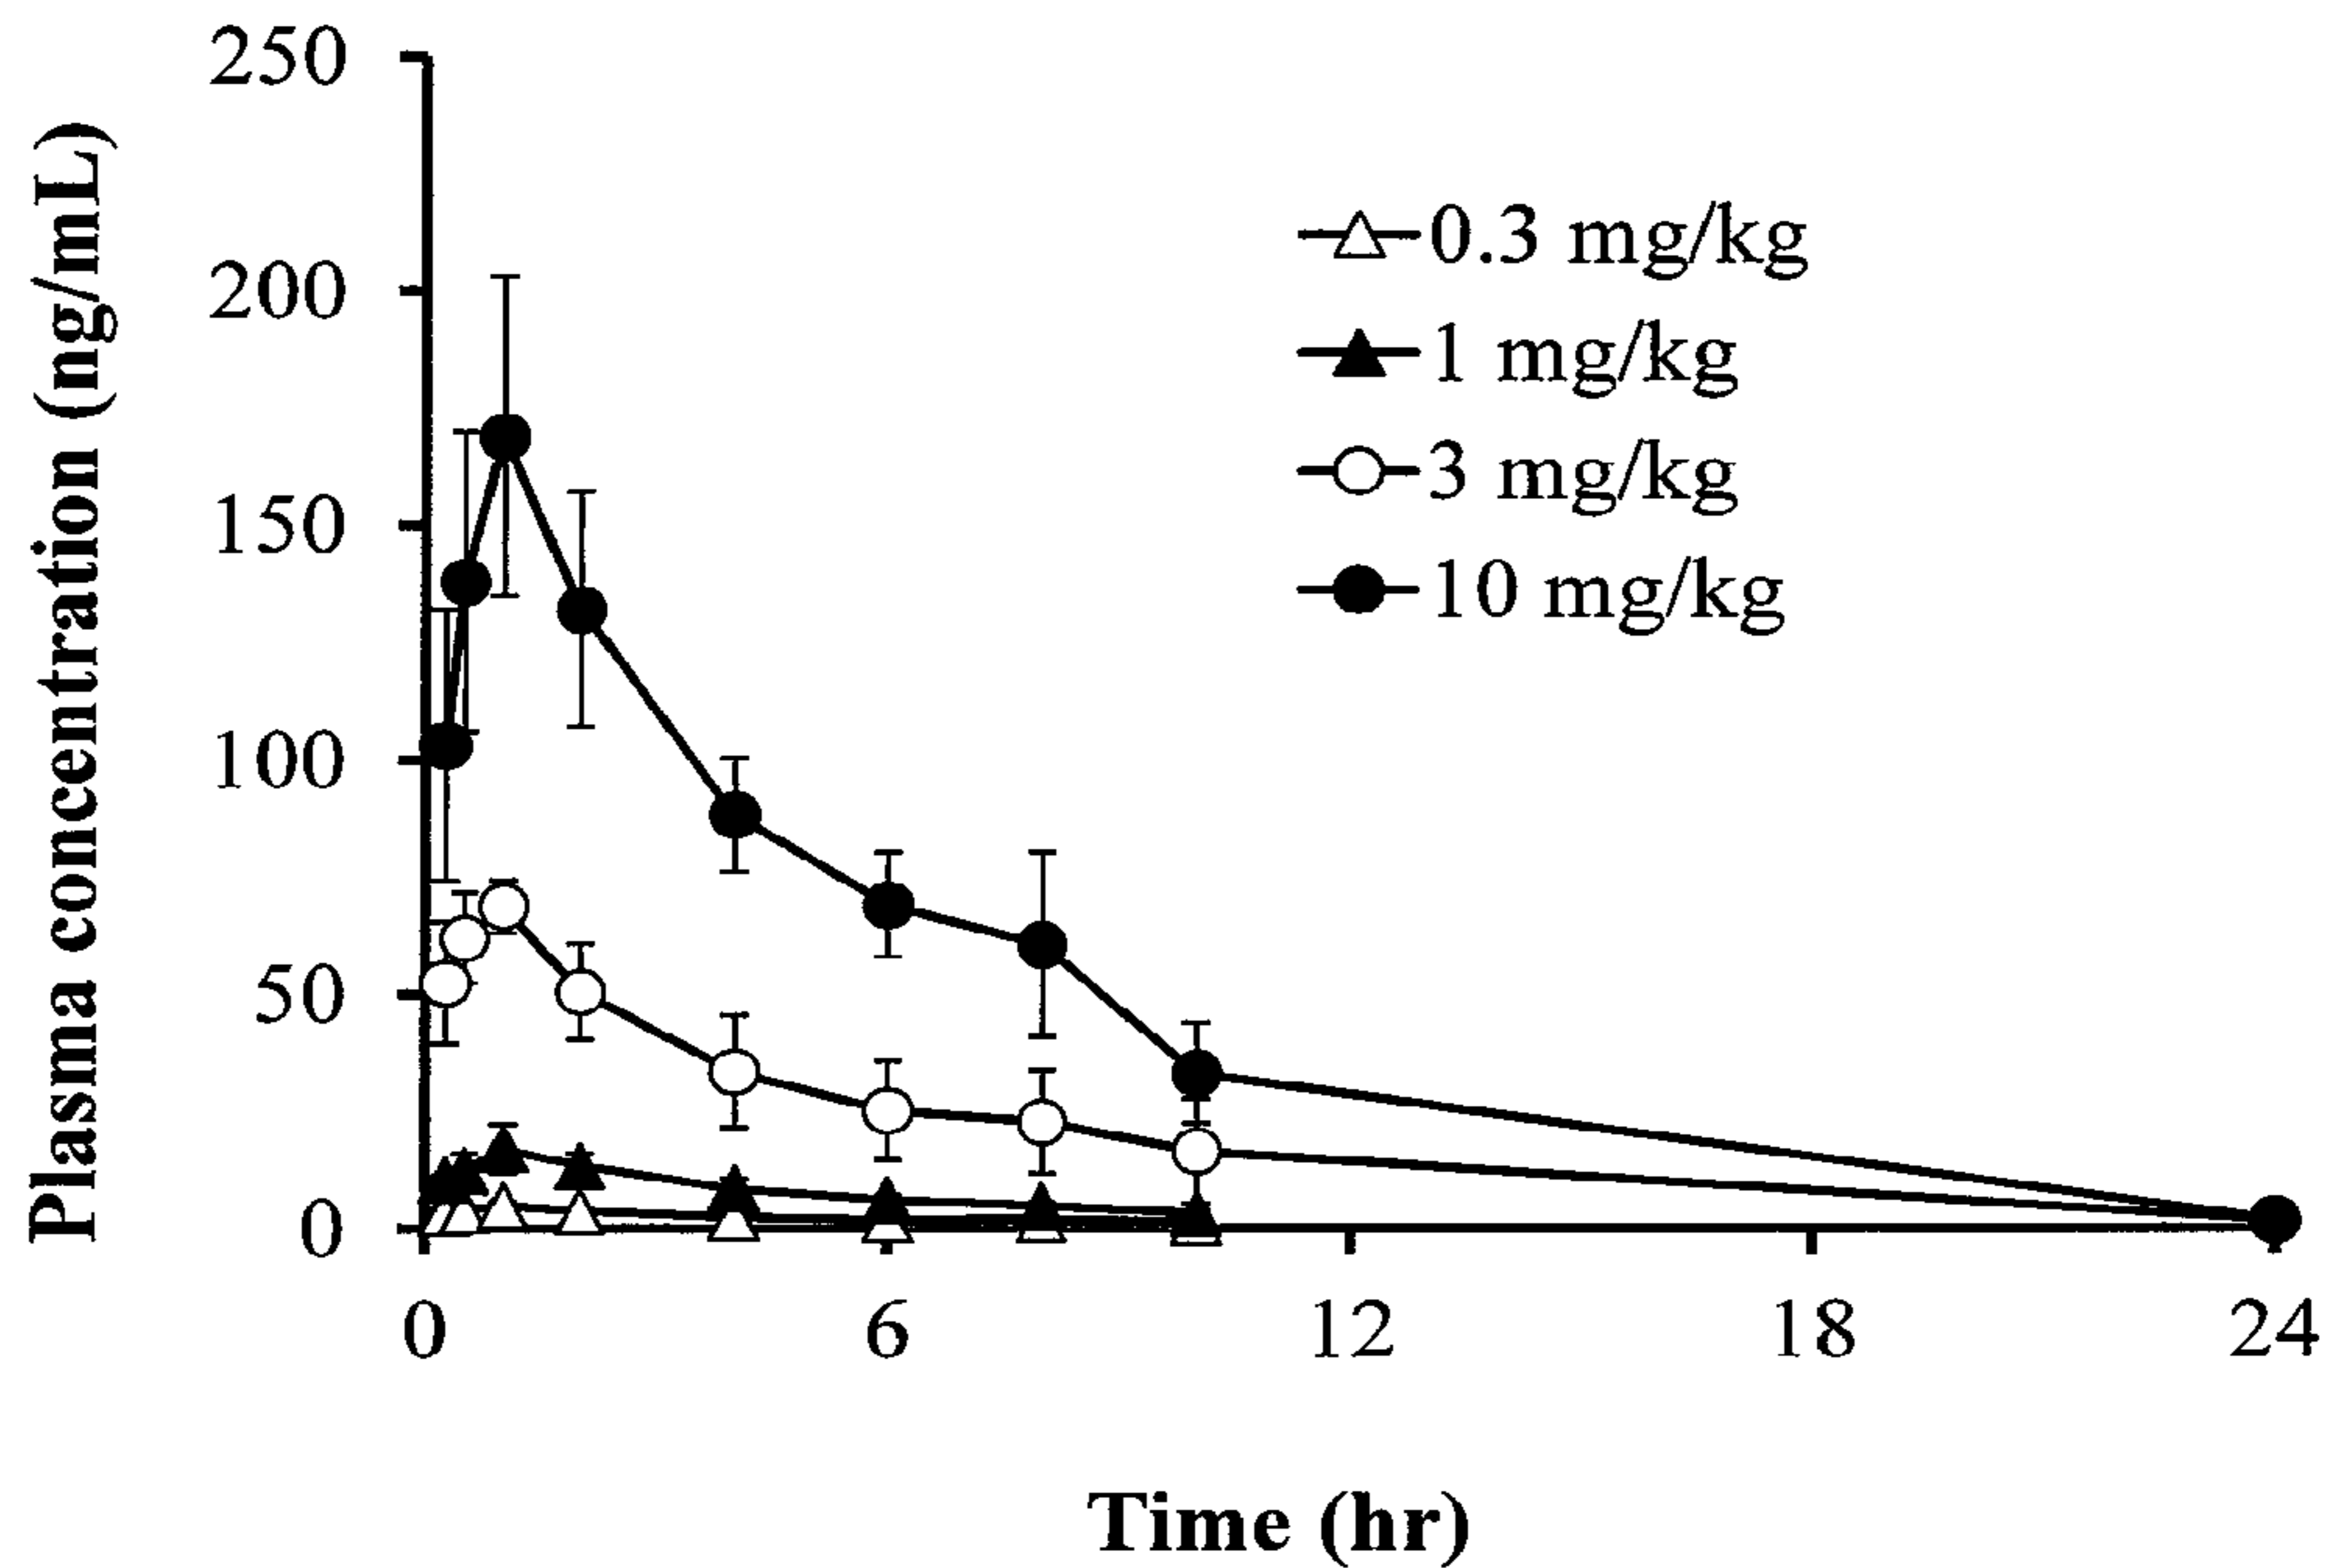 Plasma concentration (ng/mL)
250
200
150
100
50
0
0.3 mg/kg
1 mg/kg
3 mg/kg
10 mg/kg
0 6 12 18 24
Time (hr)